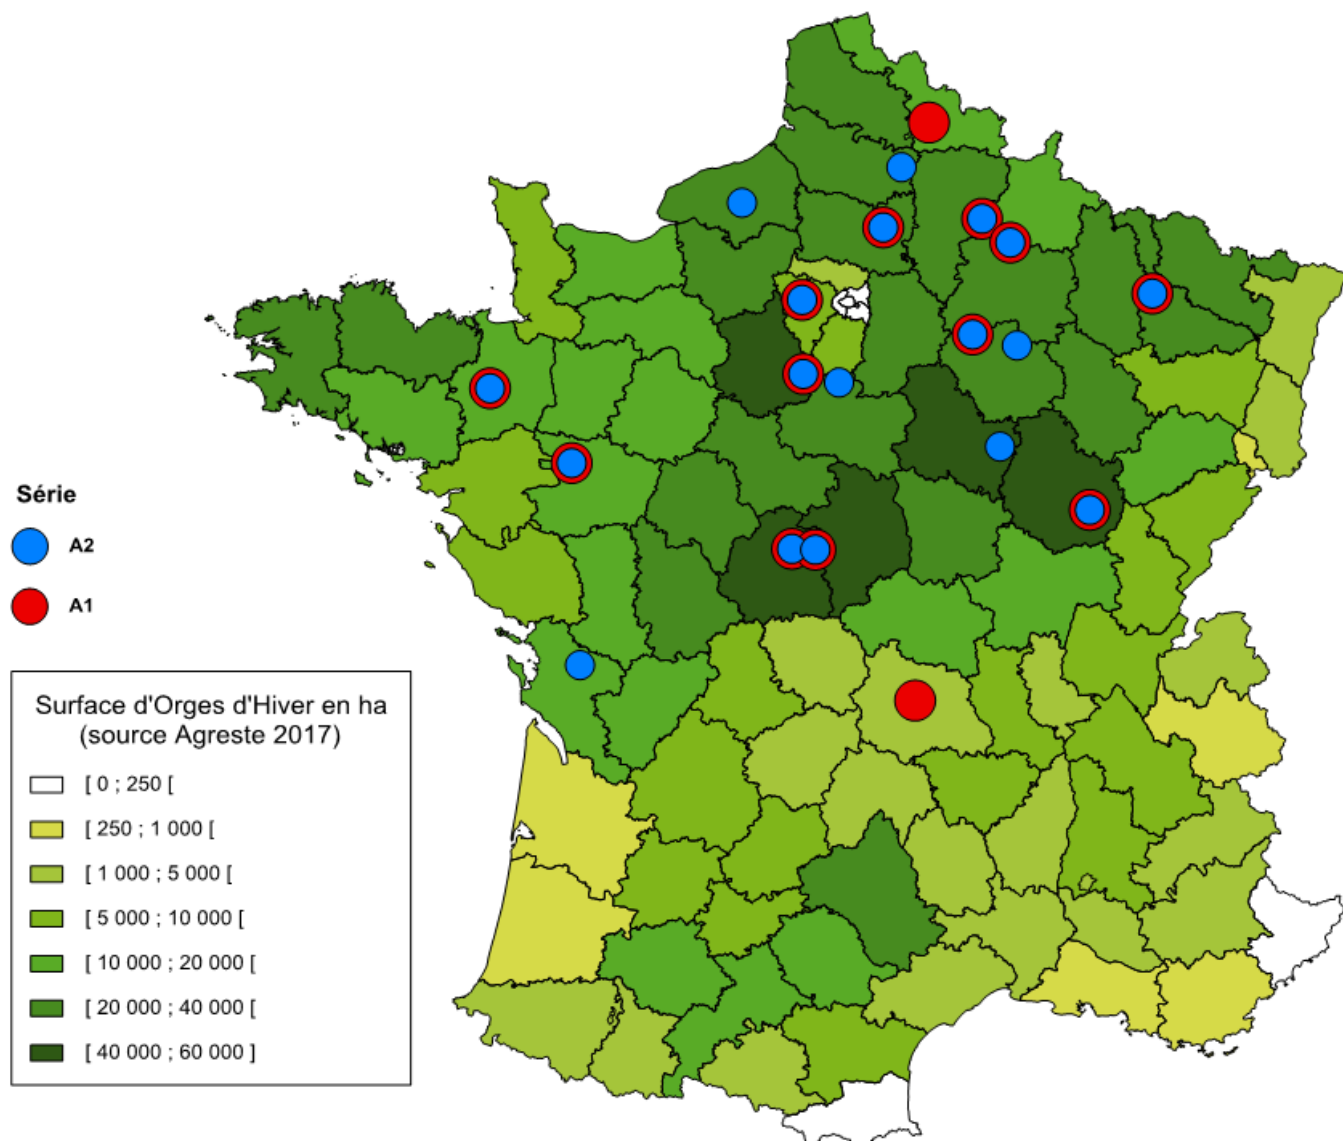 Série
A2
A1
Surface d'Orges d'Hiver en ha
(source Agreste 2017)
[ 0 ; 250 [
[ 250 ; 1 000 [
[ 1 000 ; 5 000 [
[ 5 000 ; 10 000 [
[ 10 000 ; 20 000 [
[ 20 000 ; 40 000 [
[ 40 000 ; 60 000 ]